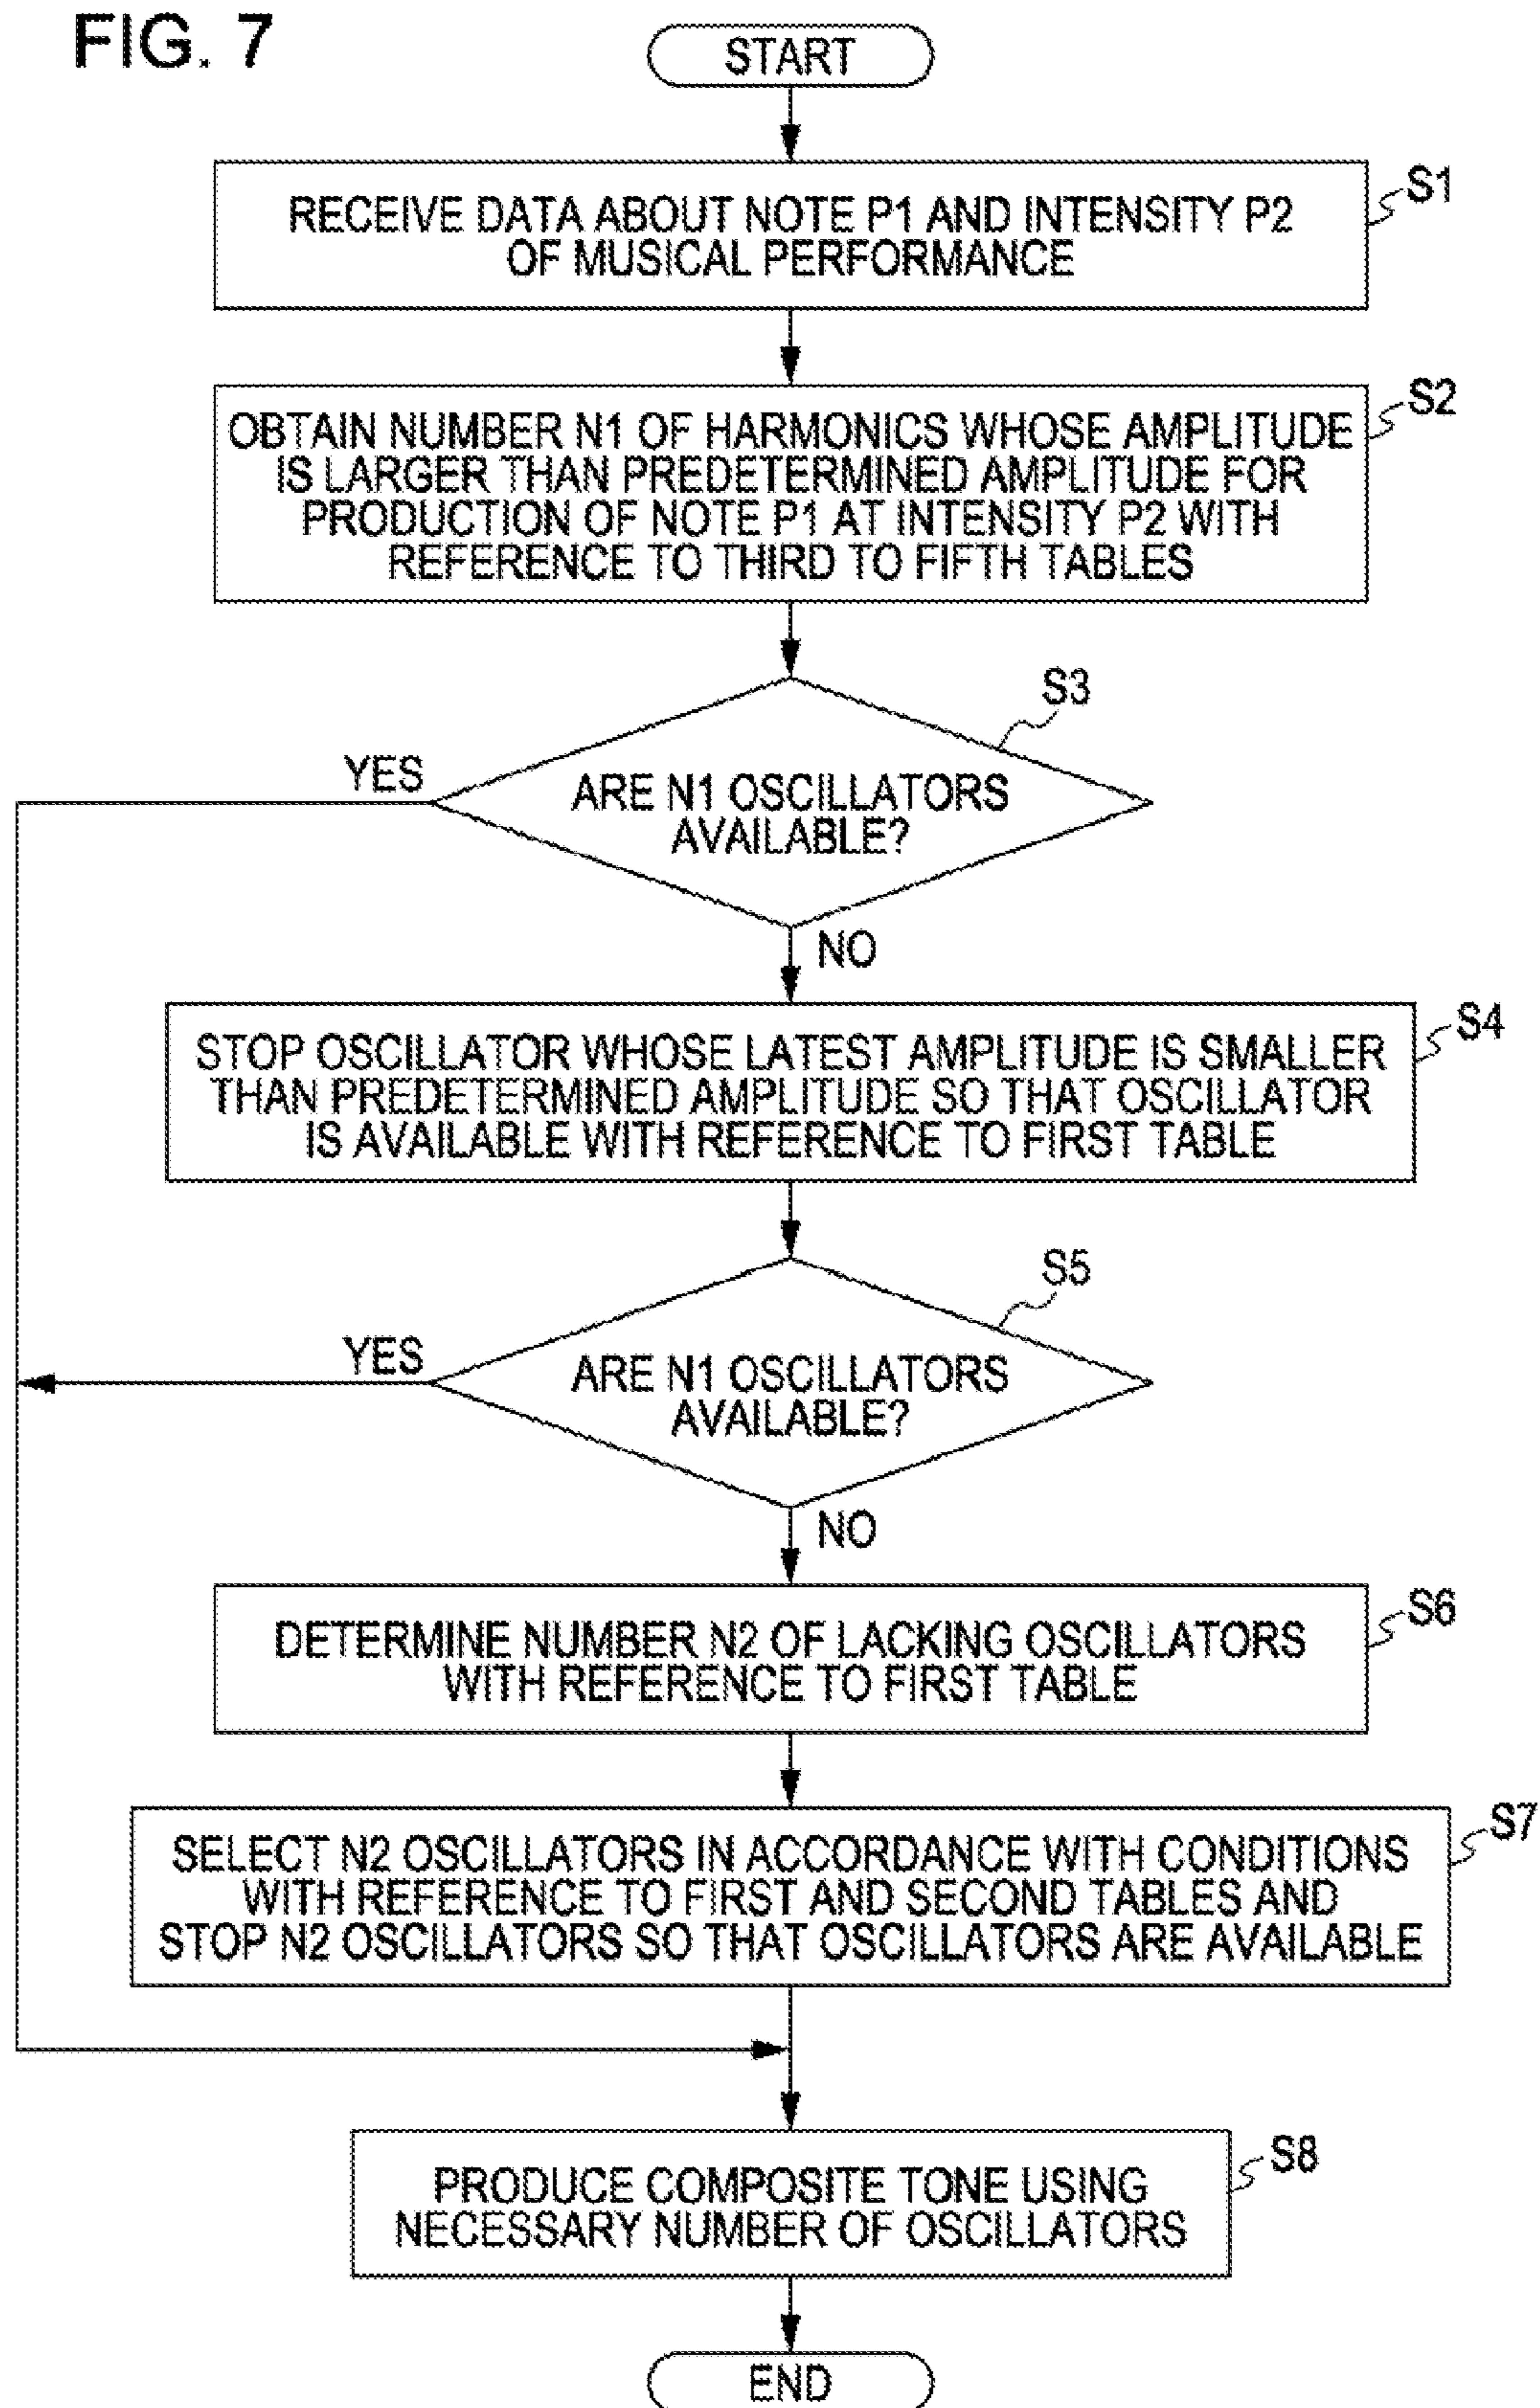 FIG. 7
START
S1
RECEIVE DATA ABOUT NOTE P1 AND INTENSITY P2
OF MUSICAL PERFORMANCE
S2
OBTAIN NUMBER N1 OF HARMONICS WHOSE AMPLITUDE
IS LARGER THAN PREDETERMINED AMPLITUDE FOR
PRODUCTION OF NOTE P1 AT INTENSITY P2 WITH
REFERENCE TO THIRD TO FIFTH TABLES
S3
YES
ARE N1 OSCILLATORS
AVAILABLE?
NO
S4
STOP OSCILLATOR WHOSE LATEST AMPLITUDE IS SMALLER
THAN PREDETERMINED AMPLITUDE SO THAT OSCILLATOR
IS AVAILABLE WITH REFERENCE TO FIRST TABLE
S5
YES
ARE N1 OSCILLATORS
AVAILABLE?
NO
S6
DETERMINE NUMBER N2 OF LACKING OSCILLATORS
WITH REFERENCE TO FIRST TABLE
S7
SELECT N2 OSCILLATORS IN ACCORDANCE WITH CONDITIONS
WITH REFERENCE TO FIRST AND SECOND TABLES AND
STOP N2 OSCILLATORS SO THAT OSCILLATORS ARE AVAILABLE
S8
PRODUCE COMPOSITE TONE USING
NECESSARY NUMBER OF OSCILLATORS
END